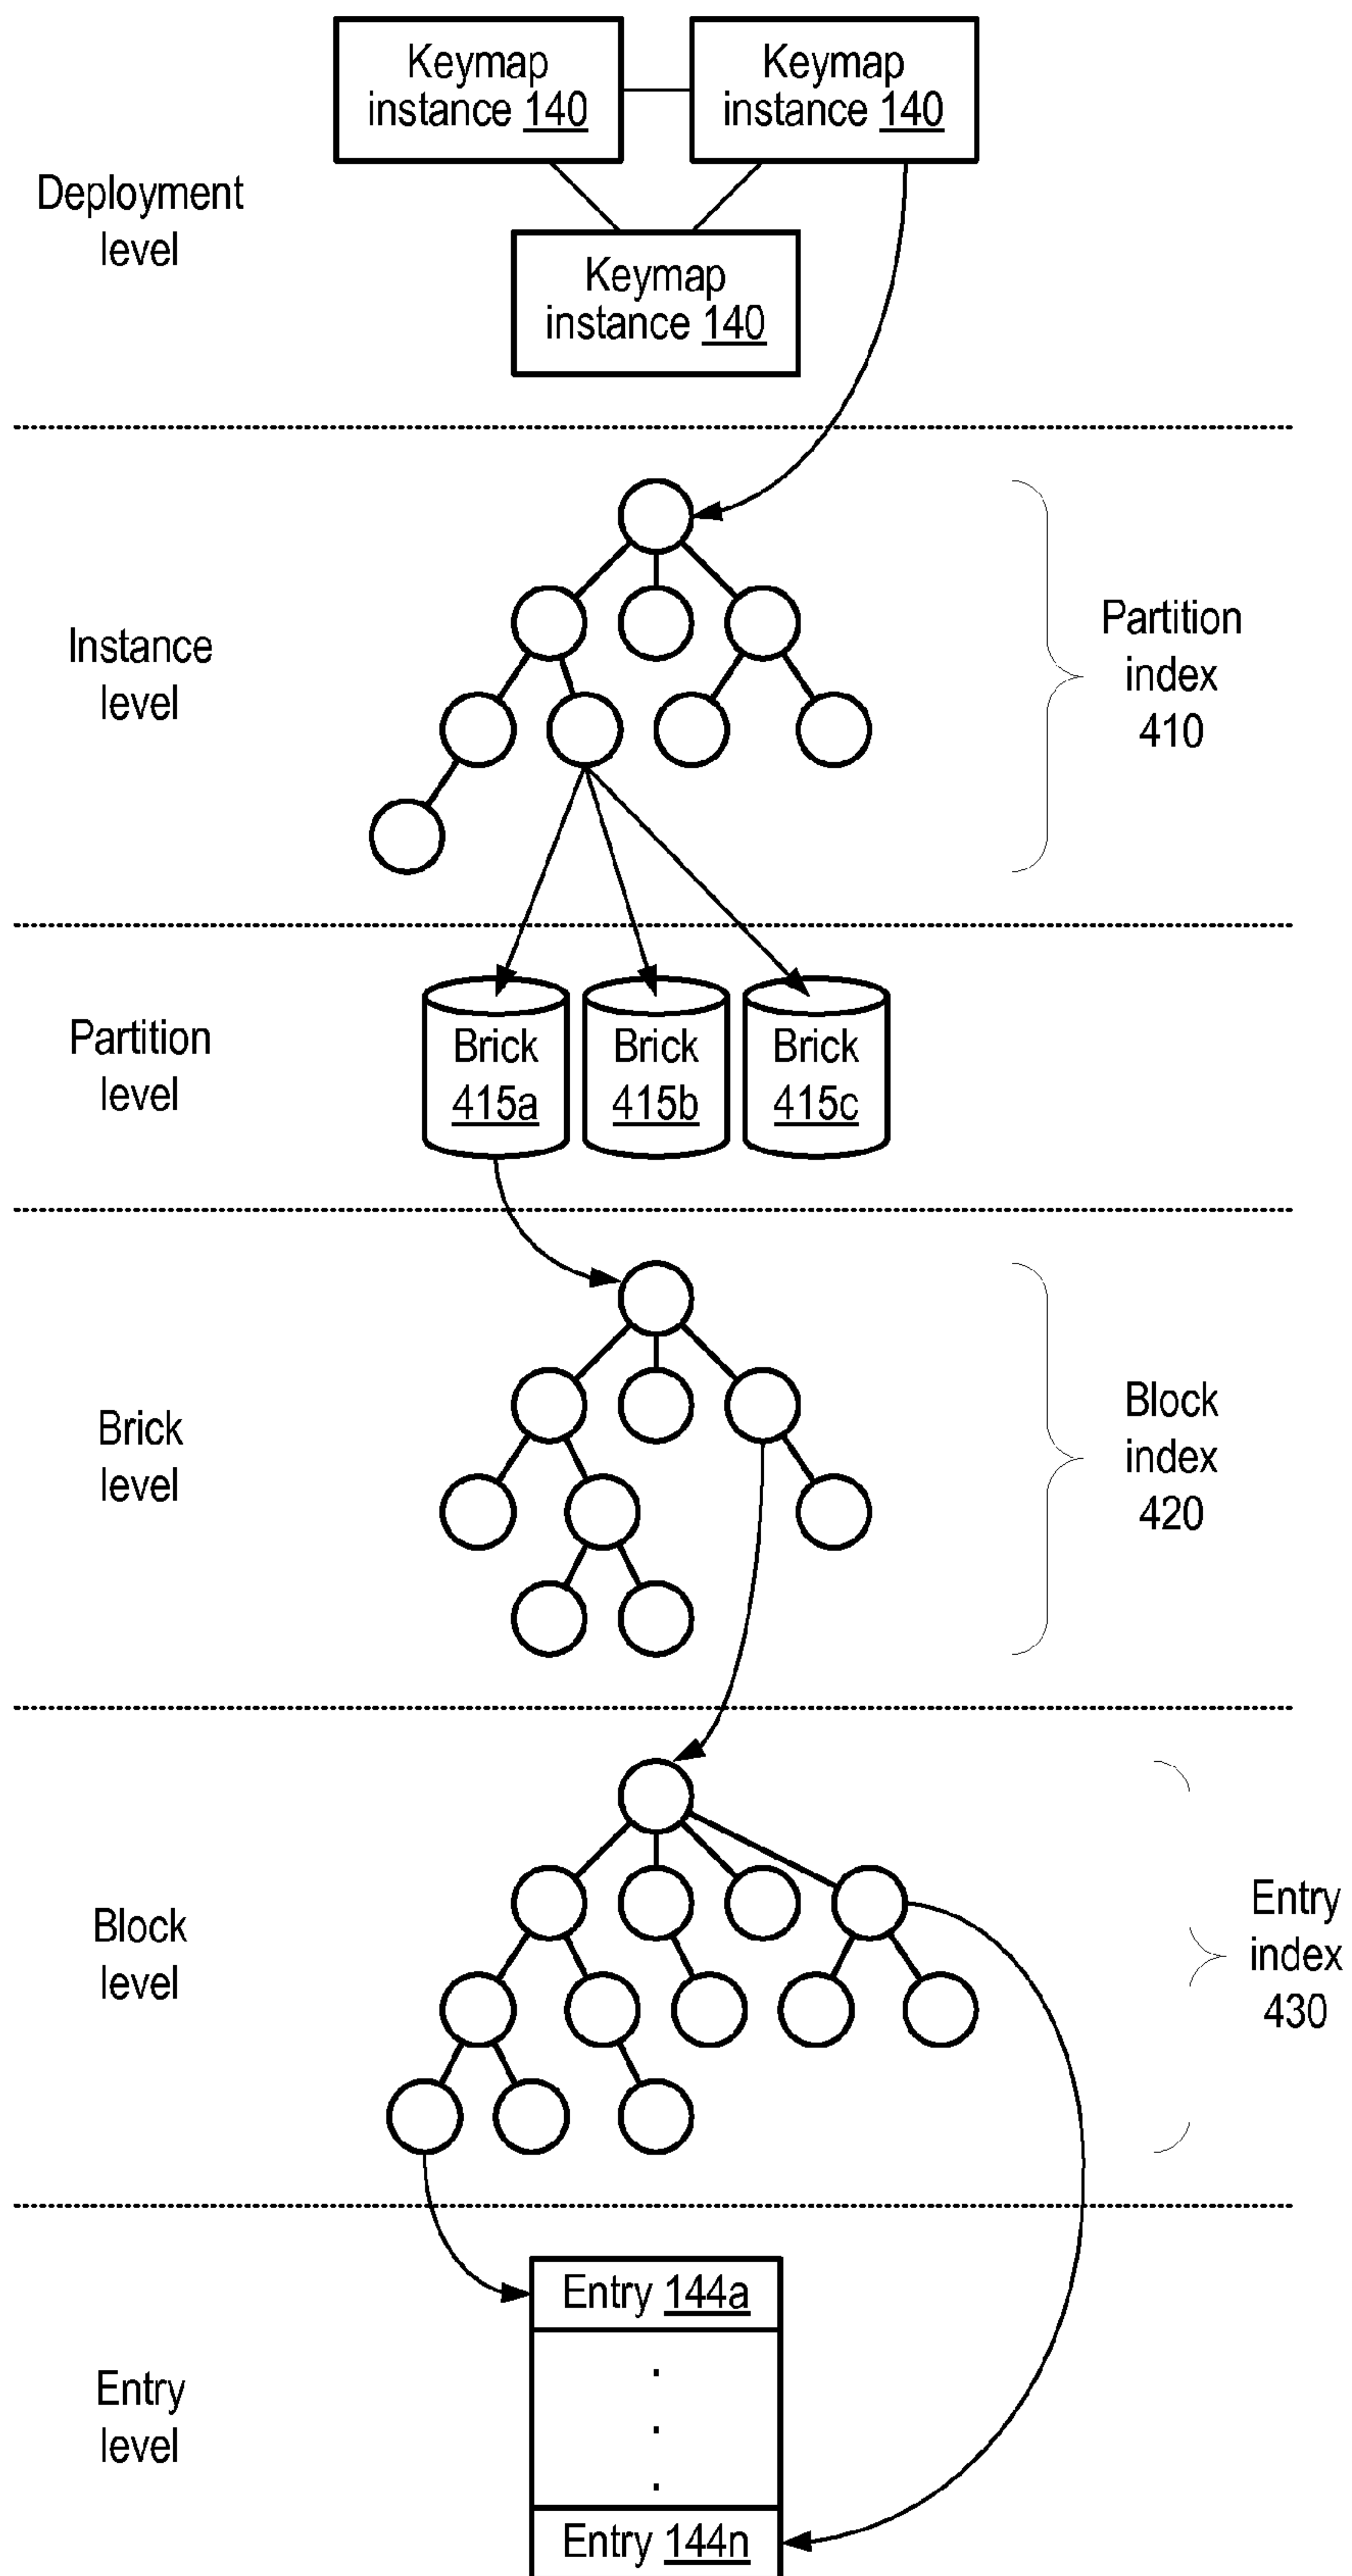 Keymap
instance 140
Keymap
instance 140
Deployment
level
Keymap
instance 140
Instance
level
Partition
index
410
Partition
level
Brick
415a
Brick
415b
Brick
415c
Brick
level
Block
index
420
Block
level
Entry
index
430
Entry 144a
.
.
.
Entry
level
Entry 144n